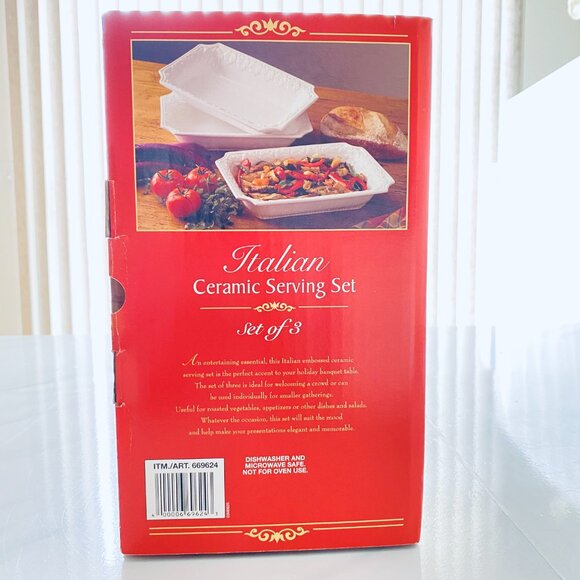 Italian
Ceramic Serving Set
Set of 3
An entertaining essential, this Italian embossed ceramic
serving set is the perfect accent to your holiday banquet table.
The set of three is ideal for welcoming a crowd or can
be used individually for smaller gatherings.
Useful for roasted vegetables, appetizers or other dishes and salads.
Whatever the occasion, this set will suit the mood
and help make your presentations elegant and memorable.
ITM./ART. 669624
DISHWASHER AND
MICROWAVE SAFE.
NOT FOR OVEN USE.
4 00006 69624 1